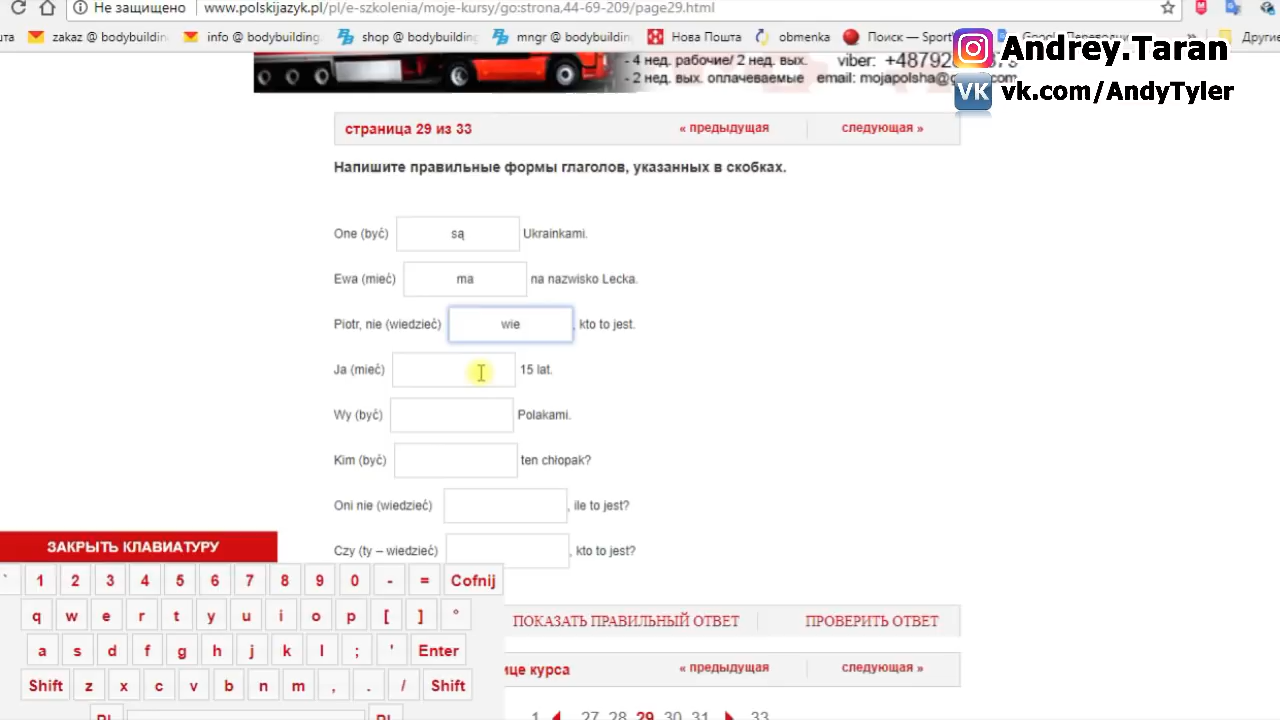 Не защищено www.polskijazyk.pl/pl/e-szkolenia/moje-kursy/go:strona,44-69-209/page29.html
та zakaz @ bodybuilding info @ bodybuilding. shop @ bodybuilding mngr @ bodybuildin Нова Пошта obmenka Поиск — Sport Другие
Andrey.Taran
vk.com/AndyTyler
- 4 нед. рабочие/ 2 нед. вых. viber:
- 2 нед. вых. оплачеваемые
страница 29 из 33 « предыдущая следующая »
Напишите правильные формы глаголов, указанных в скобках.
One (być) są Ukrainkami.
Ewa (mieć) ma na nazwisko Lecka.
Piotr, nie (wiedzieć) wie , kto to jest.
Ja (mieć) 15 lat.
Wy (być) Polakami.
Kim (być) ten chłopak?
Oni nie (wiedzieć) , ile to jest?
Czy (ty – wiedzieć) , kto to jest?
ЗАКРЫТЬ КЛАВИАТУРУ
` 1 2 3 4 5 6 7 8 9 0 - = Cofnij
q w e r t y u i o p [ ] °
a s d f g h j k l ; ' Enter
Shift z x c v b n m , . / Shift
ПОКАЗАТЬ ПРАВИЛЬНЫЙ ОТВЕТ ПРОВЕРИТЬ ОТВЕТ
ице курса « предыдущая следующая »
1 27 28 29 30 31 33